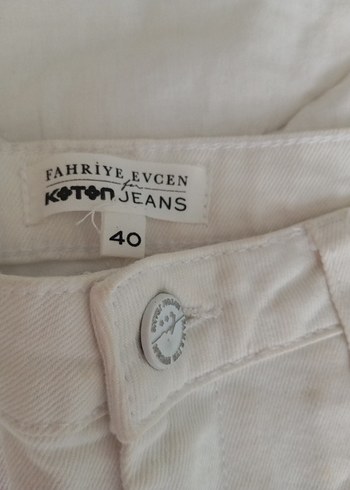 FAHRİYE EVCEN
for
KOTON JEANS
40